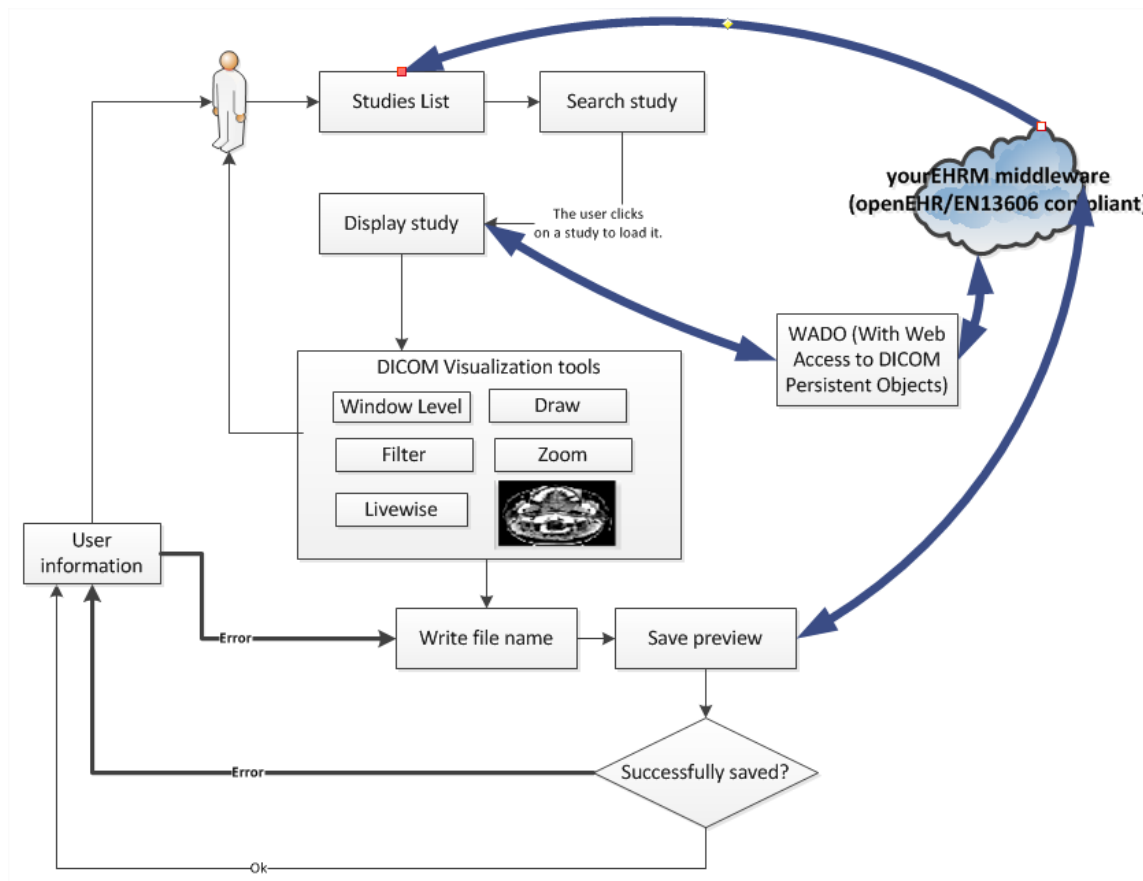 Studies List
Search study
yourEHRM middleware
(openEHR/EN13606 compliant)
Display study
The user clicks
on a study to load it.
WADO (With Web
Access to DICOM
Persistent Objects)
DICOM Visualization tools
Window Level
Draw
Filter
Zoom
Livewise
User
information
Error
Write file name
Save preview
Error
Successfully saved?
Ok